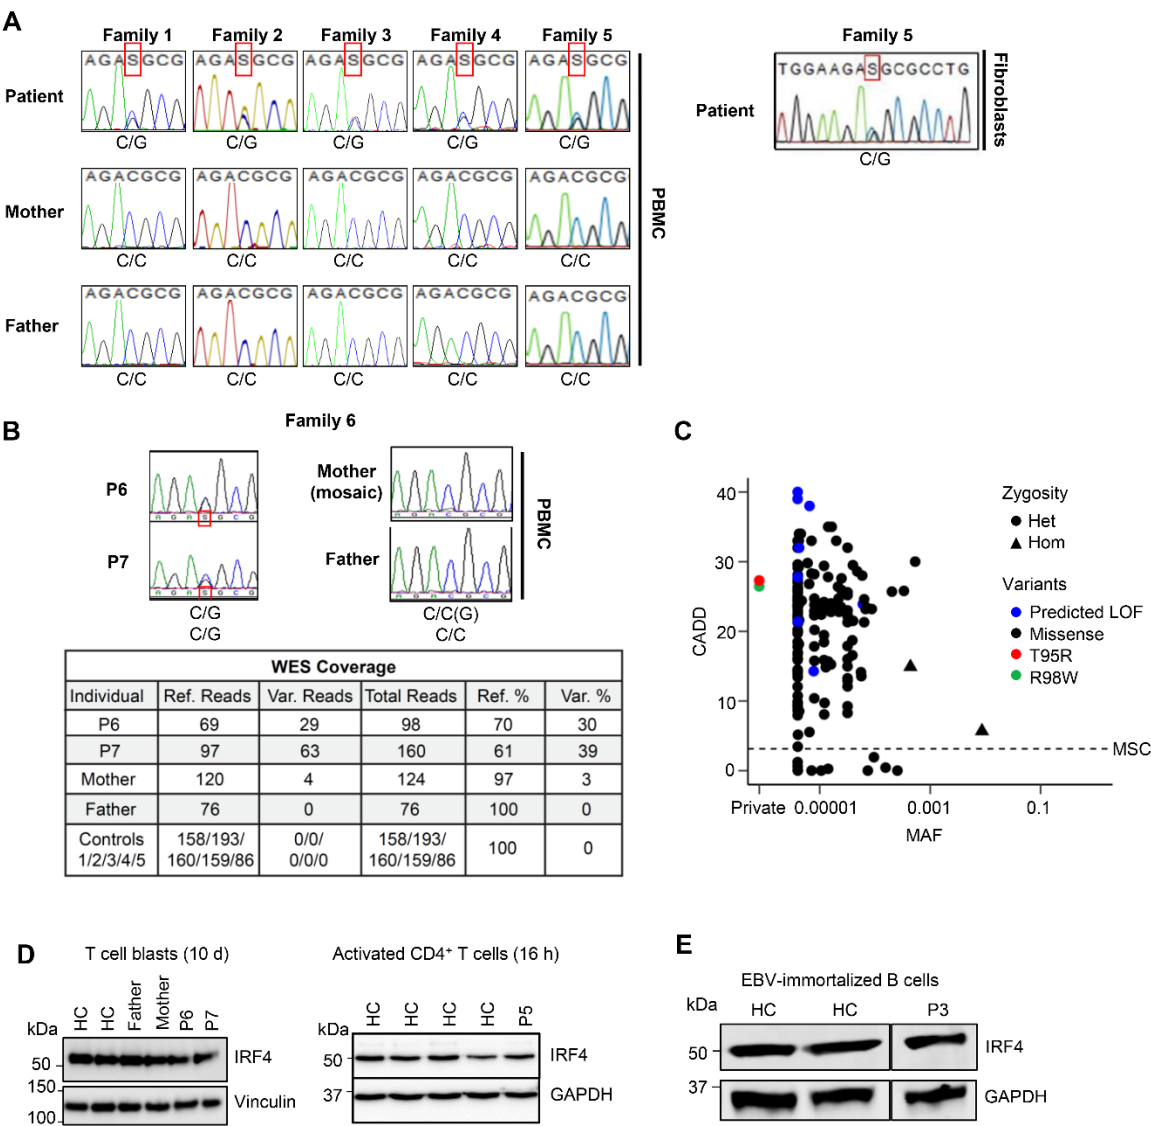 A
Family 1 Family 2 Family 3 Family 4 Family 5
AGASGCG AGASGCG AGASGCG AGASGCG AGASGCG
Patient
C/G C/G C/G C/G C/G
AGACGCG AGACGCG AGACGCG AGACGCG AGACGCG
Mother
C/C C/C C/C C/C C/C
AGACGCG AGACGCG AGACGCG AGACGCG AGACGCG
Father
C/C C/C C/C C/C C/C
PBMC
Family 5
TGGAAGASGCGCCTG
Patient
C/G
Fibroblasts
B
Family 6
P6
A G A S G C G
P7
A G A S G C G
C/G
C/G
Mother
(mosaic)
A G A C G C G
Father
A G A C G C G
C/C(G)
C/C
PBMC
WES Coverage
Individual Ref. Reads Var. Reads Total Reads Ref. % Var. %
P6 69 29 98 70 30
P7 97 63 160 61 39
Mother 120 4 124 97 3
Father 76 0 76 100 0
Controls 158/193/ 0/0/ 158/193/ 100 0
1/2/3/4/5 160/159/86 0/0/0 160/159/86
C
CADD
40
30
20
10
0
Private 0.00001 0.001 0.1
MAF
MSC
Zygosity
Het
Hom
Variants
Predicted LOF
Missense
T95R
R98W
D
T cell blasts (10 d)
HC HC Father Mother P6 P7
kDa
50
IRF4
150
100
Vinculin
Activated CD4+ T cells (16 h)
HC HC HC HC P5
kDa
50
IRF4
37
GAPDH
E
EBV-immortalized B cells
kDa HC HC P3
50
IRF4
37
GAPDH